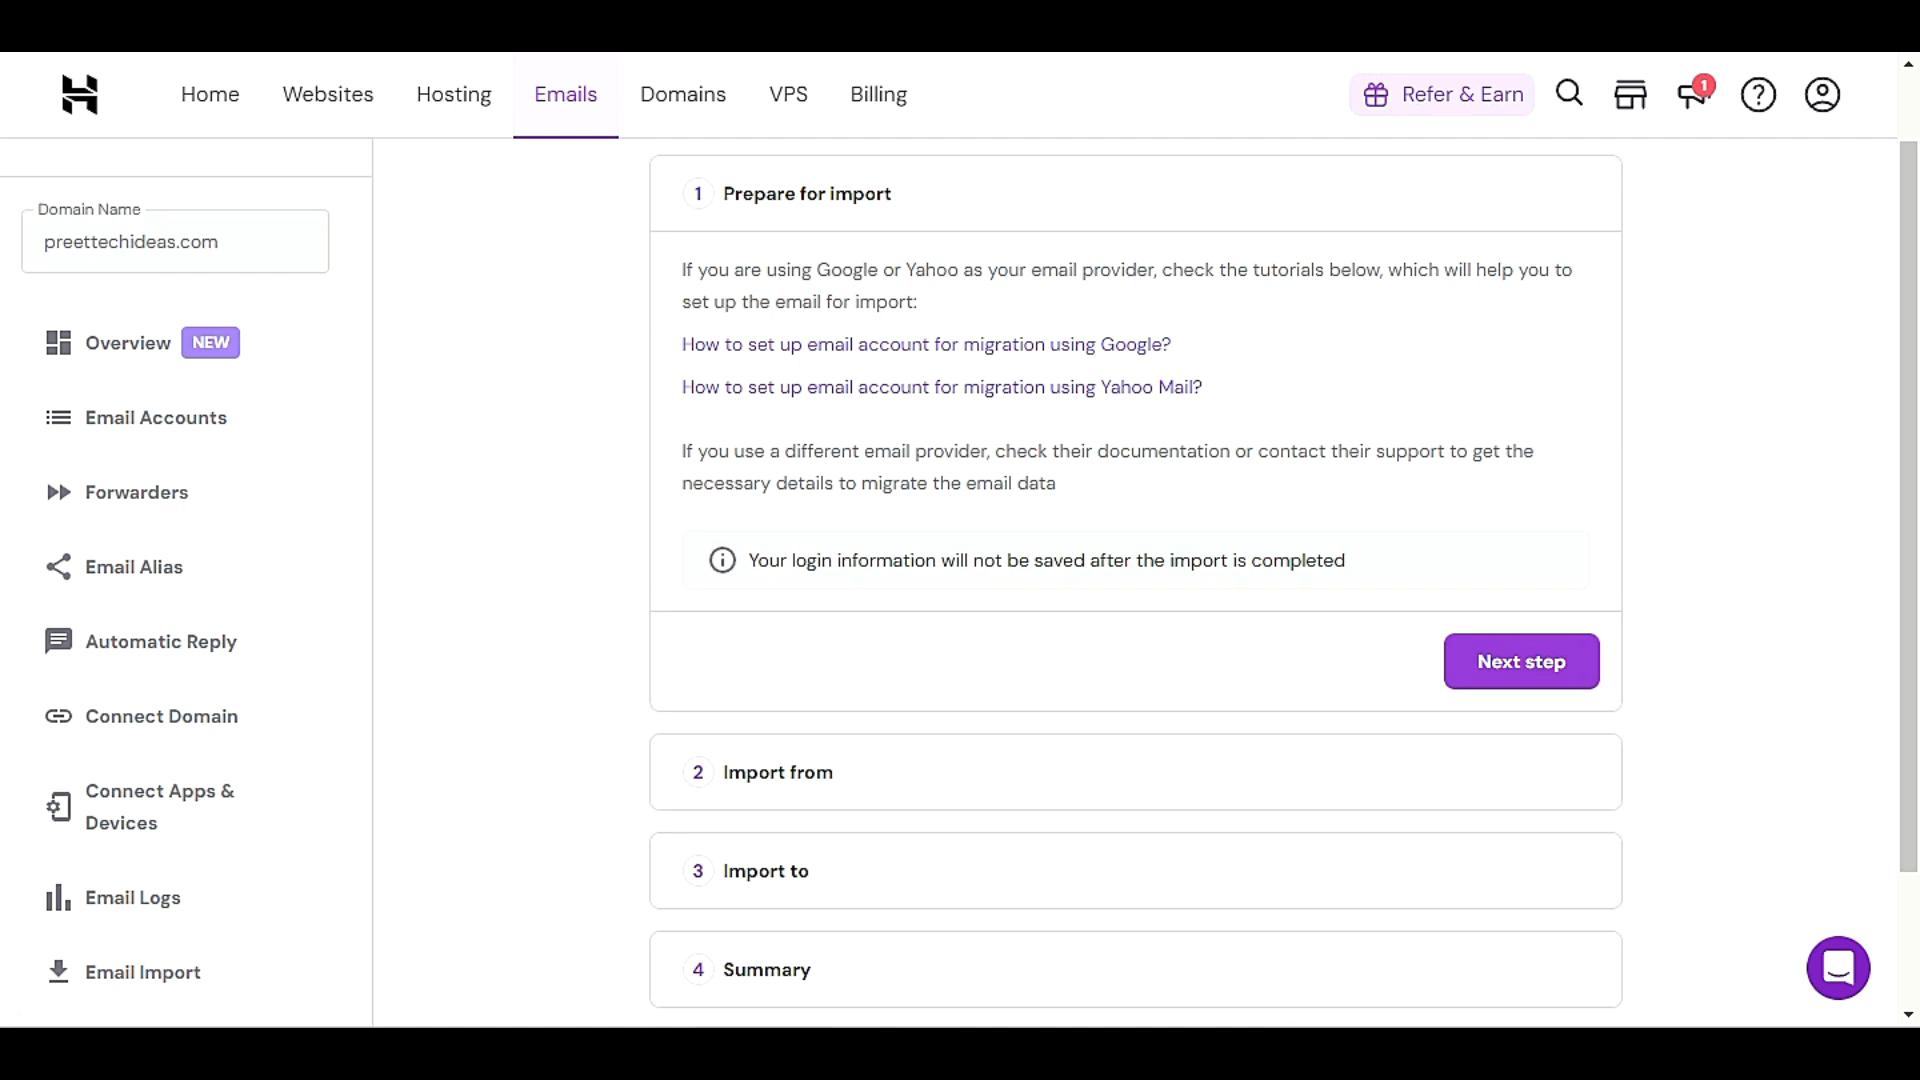 Home
Websites
Hosting
Emails
Domains
VPS
Billing
Refer & Earn
1
Domain Name
preettechideas.com
Overview
NEW
Email Accounts
Forwarders
Email Alias
Automatic Reply
Connect Domain
Connect Apps &
Devices
Email Logs
Email Import
1 Prepare for import
If you are using Google or Yahoo as your email provider, check the tutorials below, which will help you to
set up the email for import:
How to set up email account for migration using Google?
How to set up email account for migration using Yahoo Mail?
If you use a different email provider, check their documentation or contact their support to get the
necessary details to migrate the email data
Your login information will not be saved after the import is completed
Next step
2 Import from
3 Import to
4 Summary